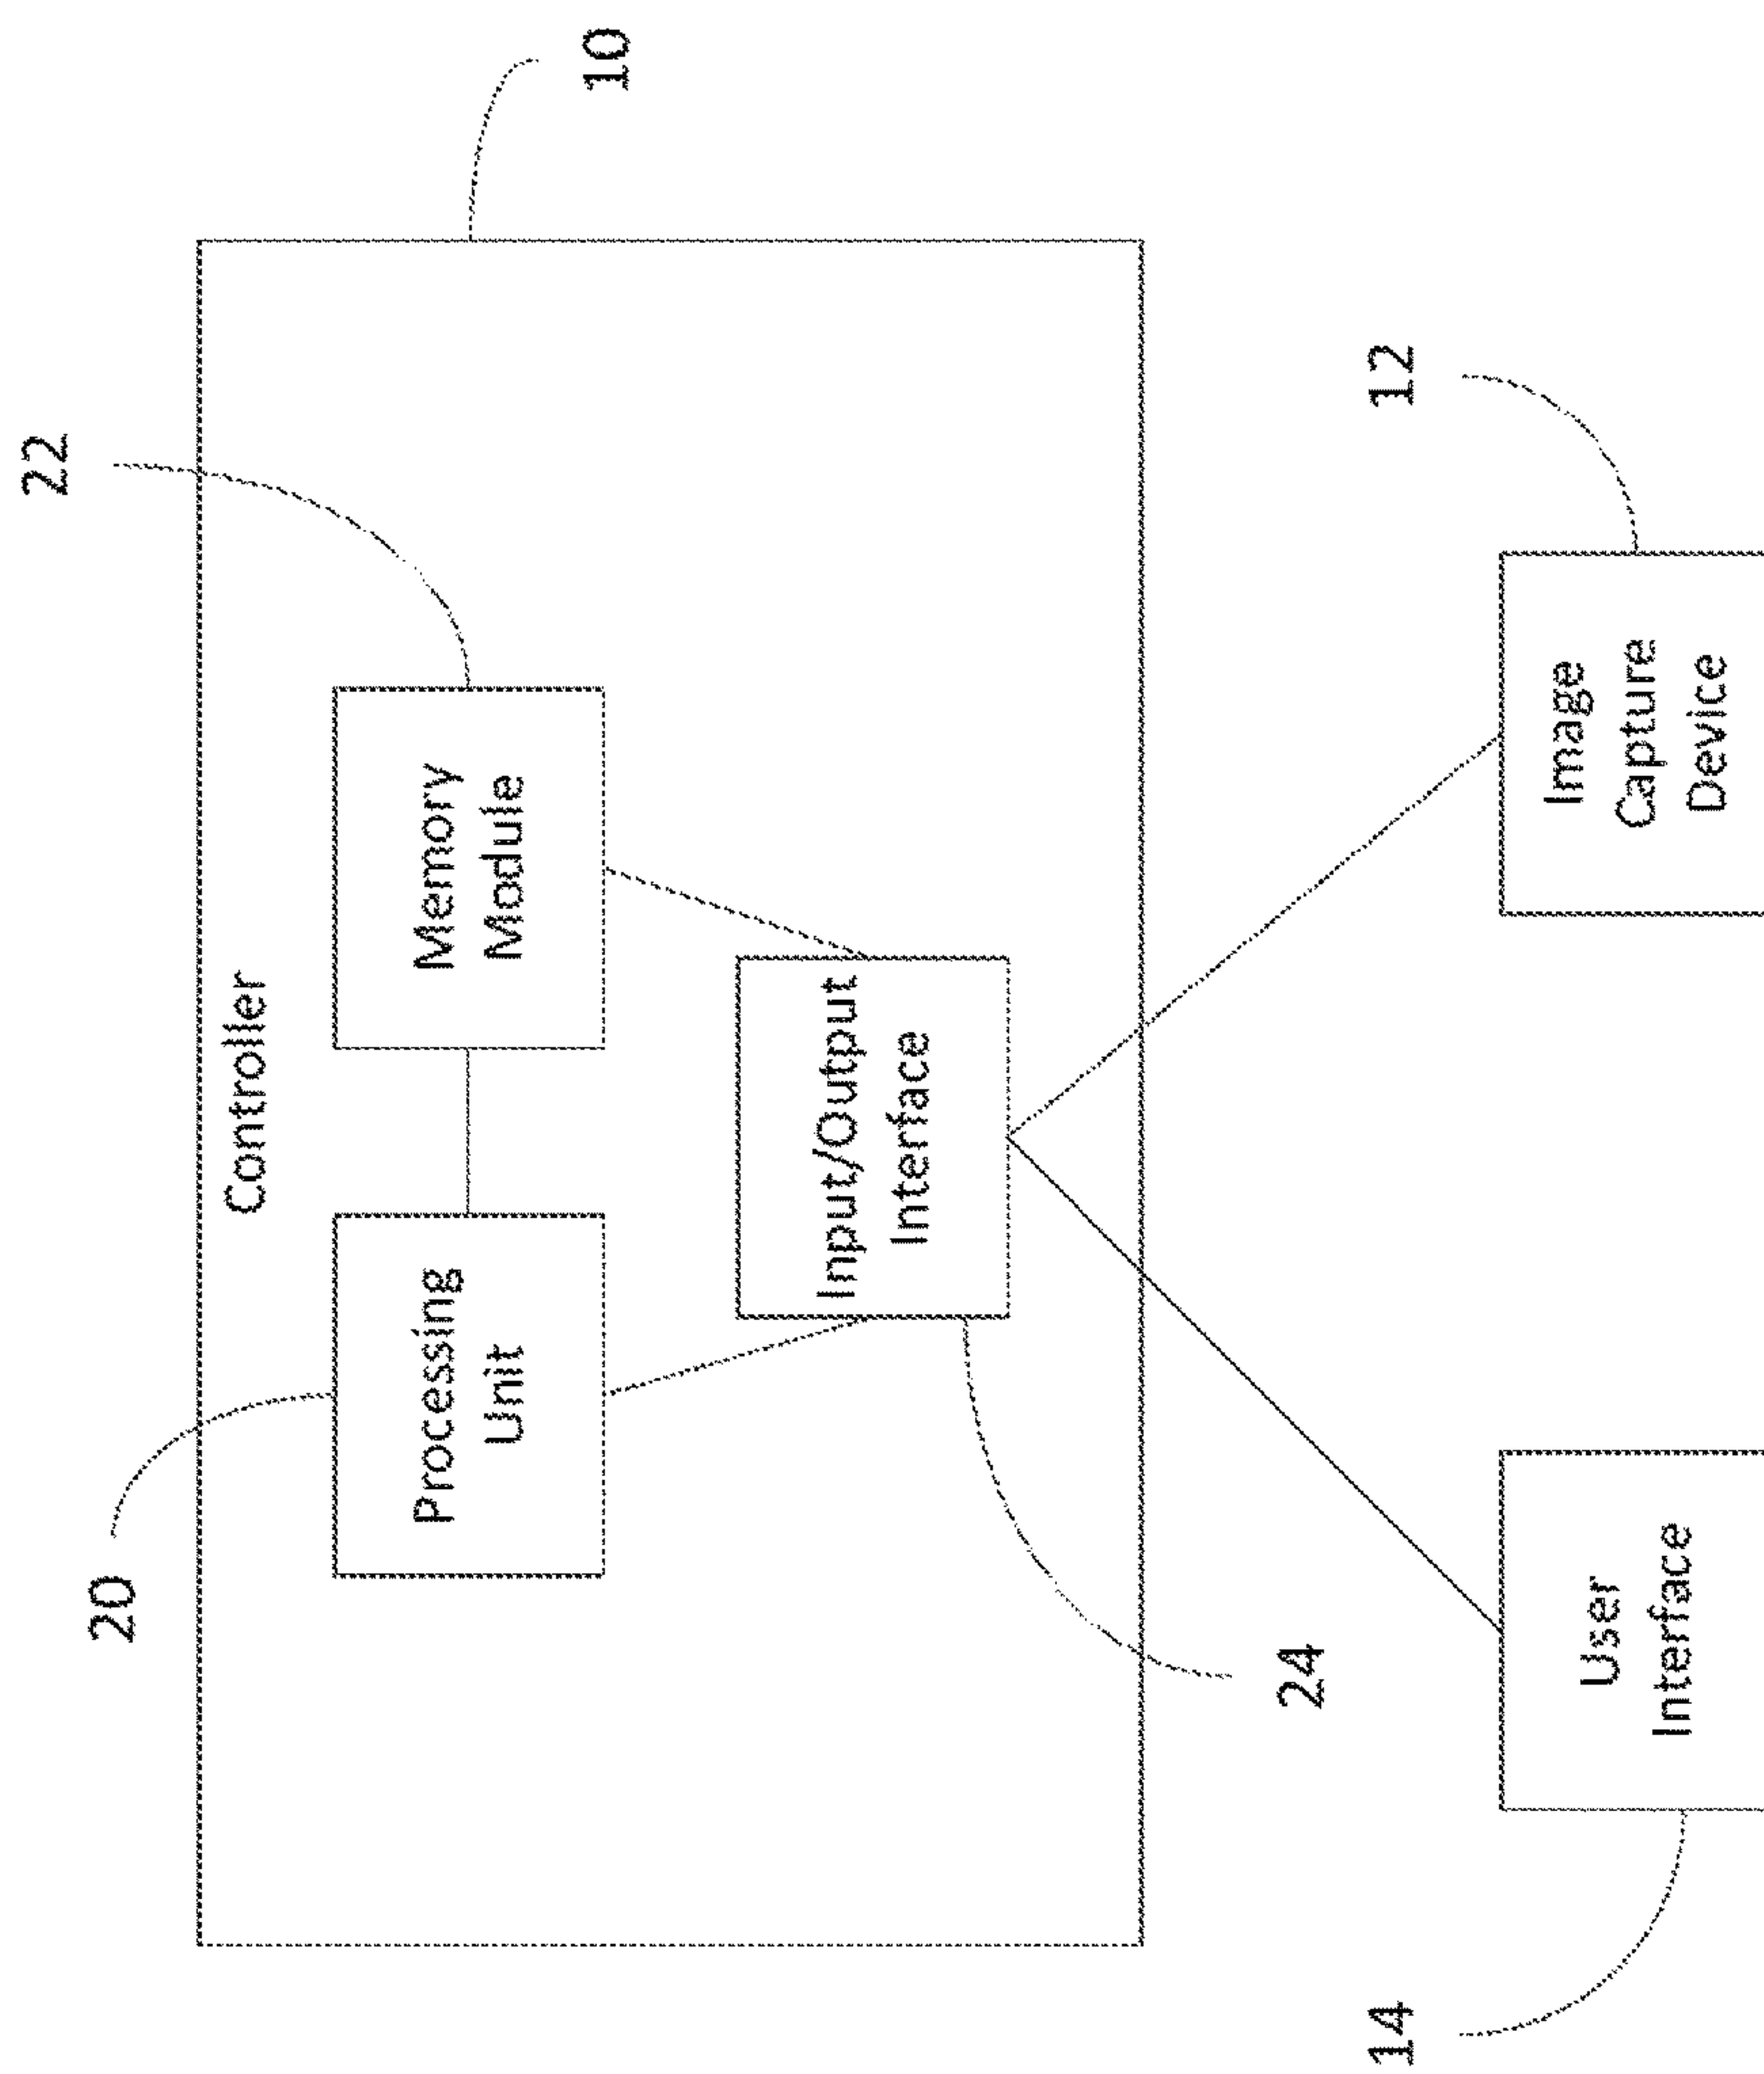 22
10
20
Controller
Processing
Unit
Memory
Module
Input/Output
Interface
24
12
14
User
Interface
Image
Capture
Device